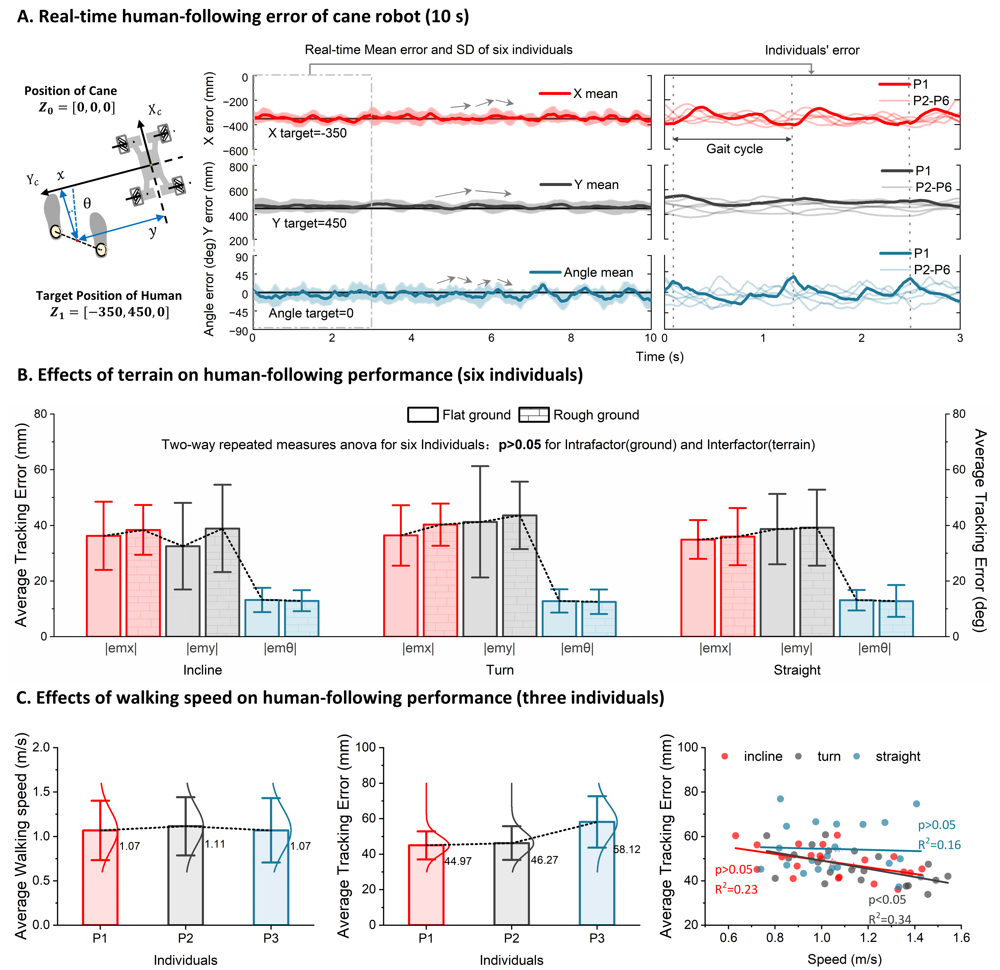 A. Real-time human-following error of cane robot (10 s)
Real-time Mean error and SD of six individuals
Individuals' error
Position of Cane
Z₀ = [0, 0, 0]
X_c
Y_c
x
θ
y
Target Position of Human
Z₁ = [−350, 450, 0]
X error (mm)
0
−200
−400
−600
X mean
X target=-350
P1
P2-P6
Gait cycle
Y error (mm)
800
600
400
200
Y mean
Y target=450
P1
P2-P6
Angle error (deg)
90
45
0
−45
−90
Angle mean
Angle target=0
P1
P2-P6
0 2 4 6 8 10
0 1 2 3
Time (s)
B. Effects of terrain on human-following performance (six individuals)
Flat ground
Rough ground
Two-way repeated measures anova for six Individuals：p>0.05 for Intrafactor(ground) and Interfactor(terrain)
Average Tracking Error (mm)
80
60
40
20
0
Average Tracking Error (deg)
80
60
40
20
0
|emx| |emy| |emθ|
|emx| |emy| |emθ|
|emx| |emy| |emθ|
Incline
Turn
Straight
C. Effects of walking speed on human-following performance (three individuals)
Average Walking speed (m/s)
2.0
1.5
1.0
0.5
0.0
1.07
1.11
1.07
P1 P2 P3
Individuals
Average Tracking Error (mm)
100
80
60
40
20
0
44.97
46.27
58.12
P1 P2 P3
Individuals
Average Tracking Error (mm)
100
80
60
40
20
incline turn straight
p>0.05
R²=0.16
p>0.05
R²=0.23
p<0.05
R²=0.34
0.6 0.8 1.0 1.2 1.4 1.6
Speed (m/s)